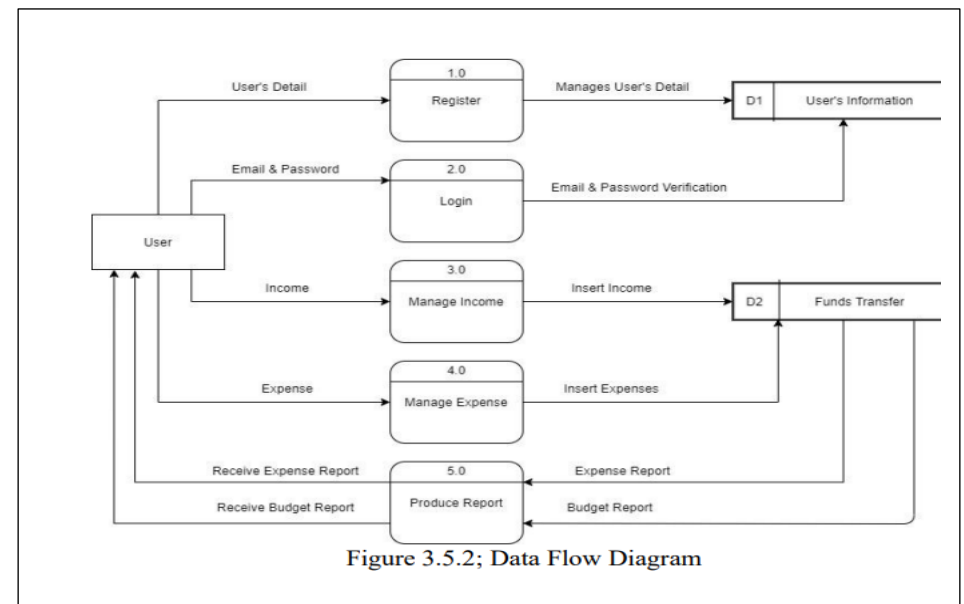 1.0
User's Detail
Manages User's Detail
Register
D1
User's Information
Email & Password
2.0
Email & Password Verification
Login
User
3.0
Income
Insert Income
Manage Income
D2
Funds Transfer
4.0
Expense
Insert Expenses
Manage Expense
Receive Expense Report
5.0
Expense Report
Produce Report
Receive Budget Report
Budget Report
Figure 3.5.2; Data Flow Diagram